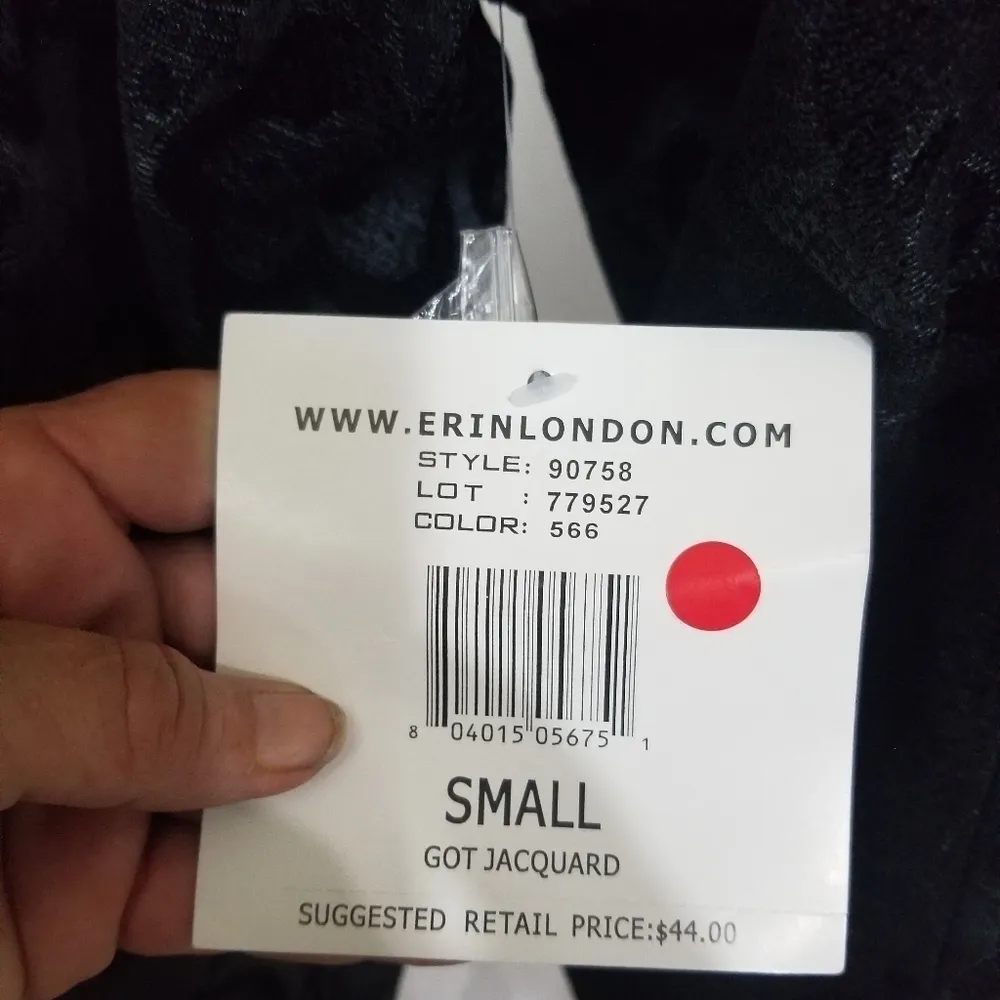 WWW.ERINLONDON.COM
STYLE: 90758
LOT : 779527
COLOR: 566
8 04015 05675 1
SMALL
GOT JACQUARD
SUGGESTED RETAIL PRICE:$44.00